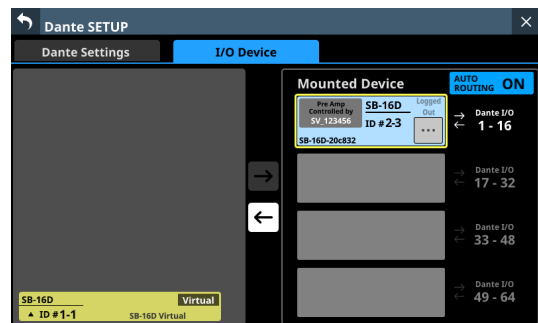 Dante SETUP
Dante Settings
I/O Device
Mounted Device
AUTO ROUTING ON
Pre Amp
Controlled by
SV_123456
SB-16D
ID #2-3
Logged
Out
...
SB-16D-20c832
Dante I/O
1 - 16
Dante I/O
17 - 32
Dante I/O
33 - 48
Dante I/O
49 - 64
SB-16D
Virtual
ID #1-1
SB-16D Virtual